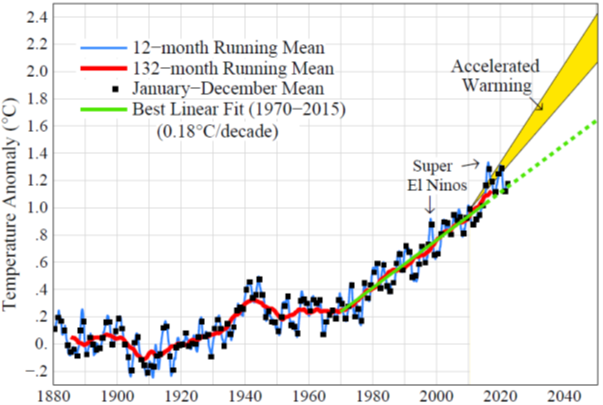 2.4
2.2
2.0
1.8
1.6
1.4
1.2
1.0
.8
.6
.4
.2
0.
−.2
Temperature Anomaly (°C)
12−month Running Mean
132−month Running Mean
January−December Mean
Best Linear Fit (1970−2015)
(0.18°C/decade)
Accelerated
Warming
Super
El Ninos
1880 1900 1920 1940 1960 1980 2000 2020 2040